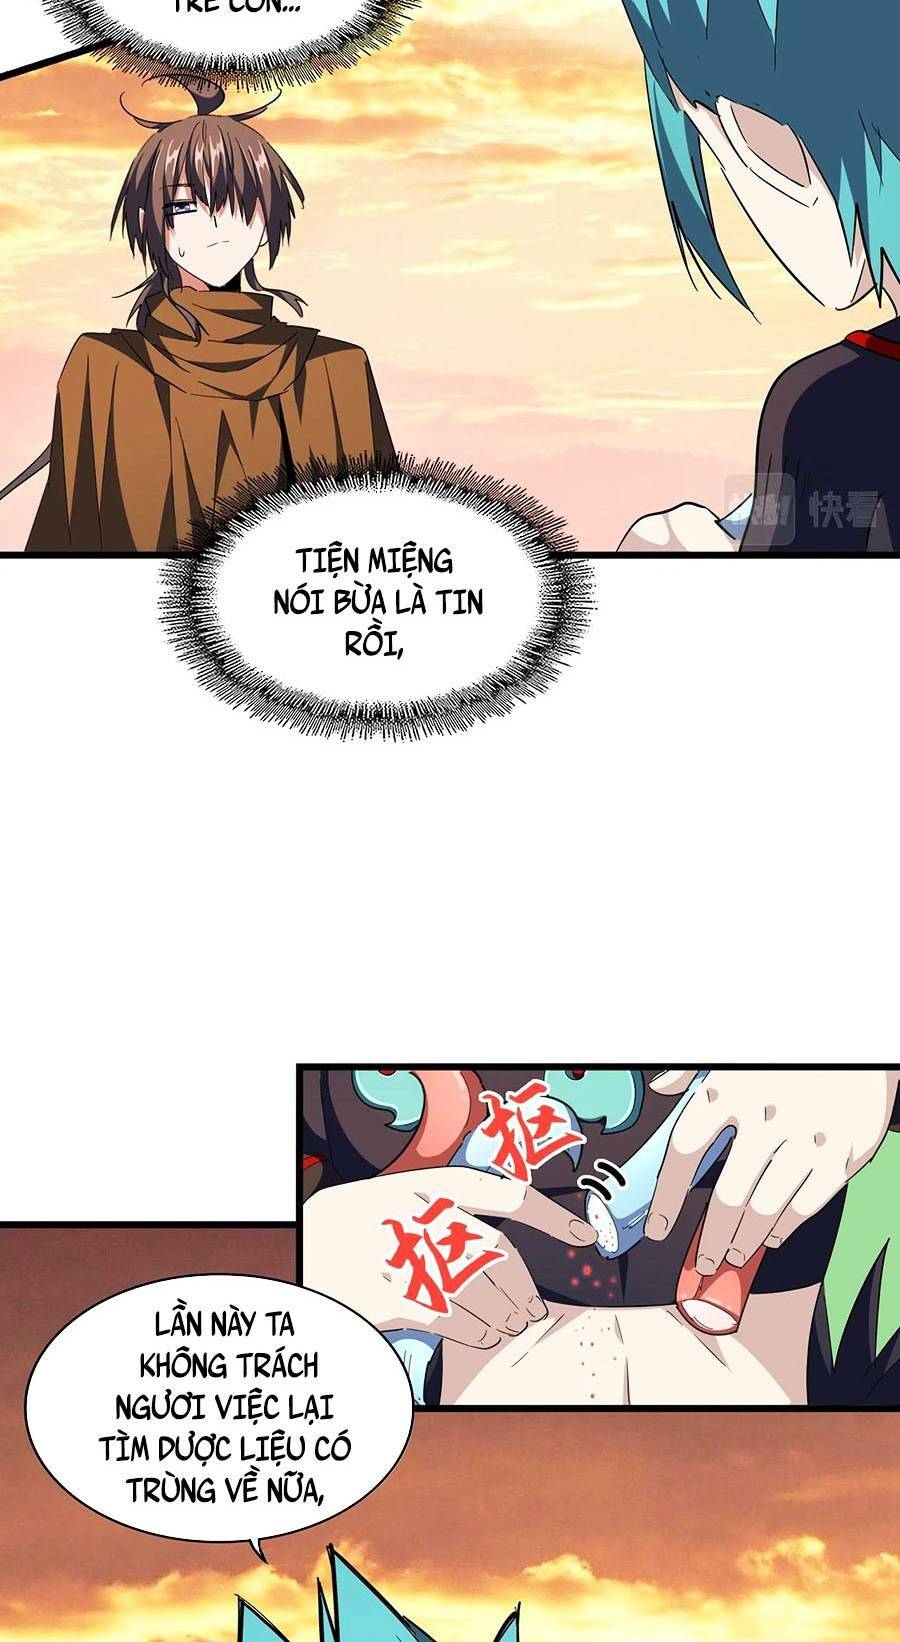 TRẺ CON...
快看
TIỆN MIỆNG
NÓI BỪA LÀ TIN
RỒI,
抠
抠
LẦN NÀY TA
KHÔNG TRÁCH
NGƯƠI VIỆC LẠI
TÌM DƯỢC LIỆU CÓ
TRÙNG VỀ NỮA,